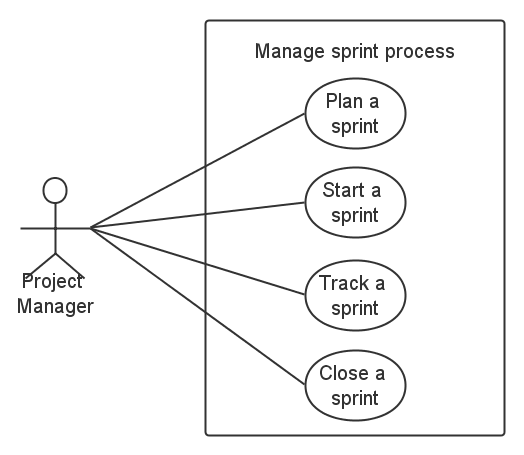 Manage sprint process
Plan a
sprint
Start a
sprint
Track a
sprint
Close a
sprint
Project
Manager